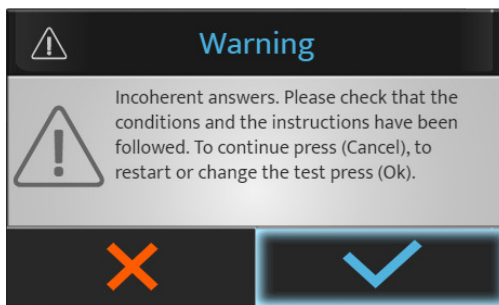 Warning
Incoherent answers. Please check that the
conditions and the instructions have been
followed. To continue press (Cancel), to
restart or change the test press (Ok).